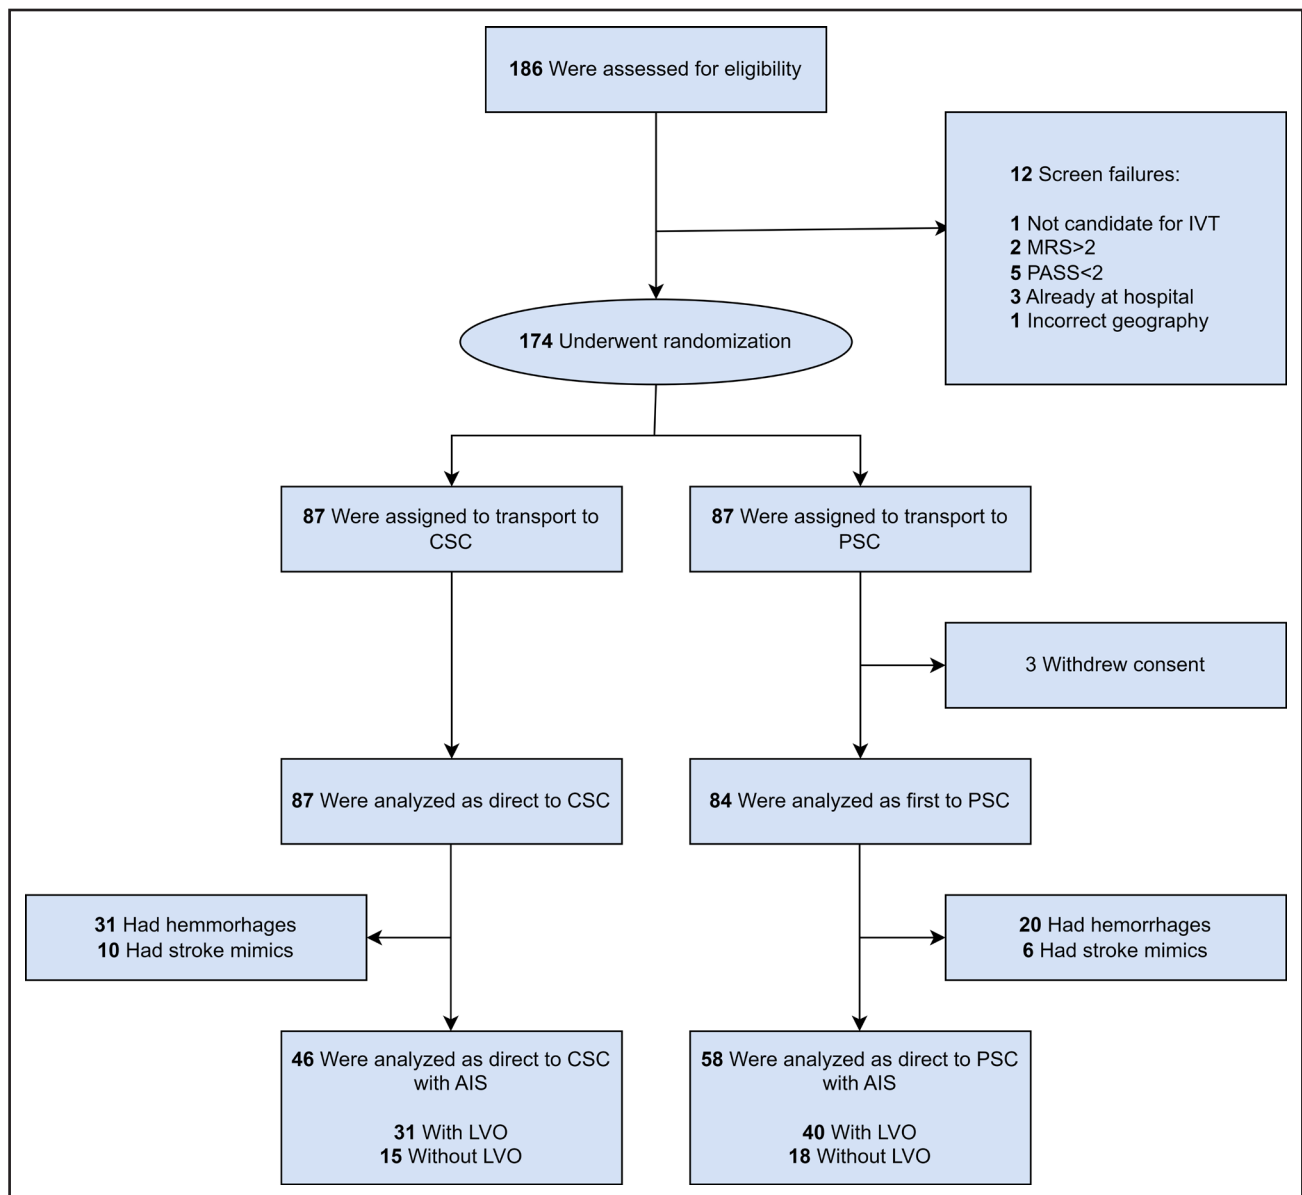 186 Were assessed for eligibility
12 Screen failures:
1 Not candidate for IVT
2 MRS>2
5 PASS<2
3 Already at hospital
1 Incorrect geography
174 Underwent randomization
87 Were assigned to transport to
CSC
87 Were assigned to transport to
PSC
3 Withdrew consent
87 Were analyzed as direct to CSC
84 Were analyzed as first to PSC
31 Had hemmorhages
10 Had stroke mimics
20 Had hemorrhages
6 Had stroke mimics
46 Were analyzed as direct to CSC
with AIS
31 With LVO
15 Without LVO
58 Were analyzed as direct to PSC
with AIS
40 With LVO
18 Without LVO